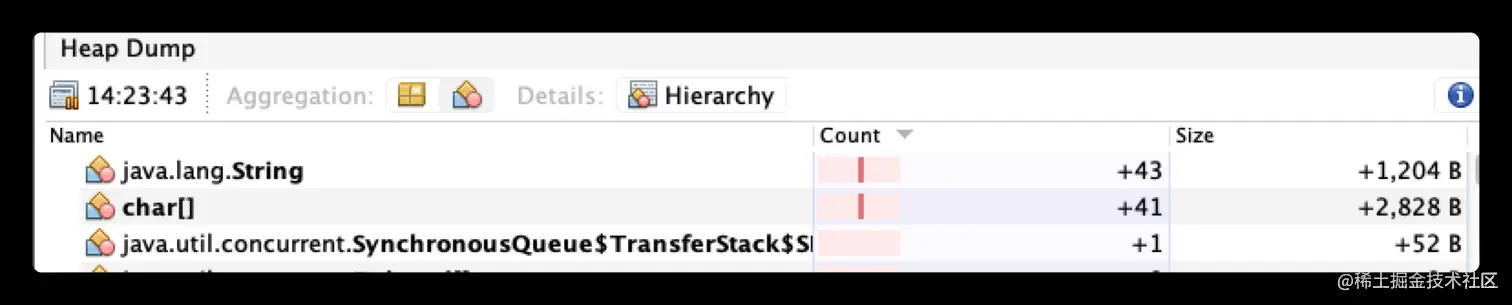 Heap Dump
14:23:43 Aggregation: Details: Hierarchy
Name Count Size
java.lang.String +43 +1,204 B
char[] +41 +2,828 B
java.util.concurrent.SynchronousQueue$TransferStack$S +1 +52 B
@稀土掘金技术社区